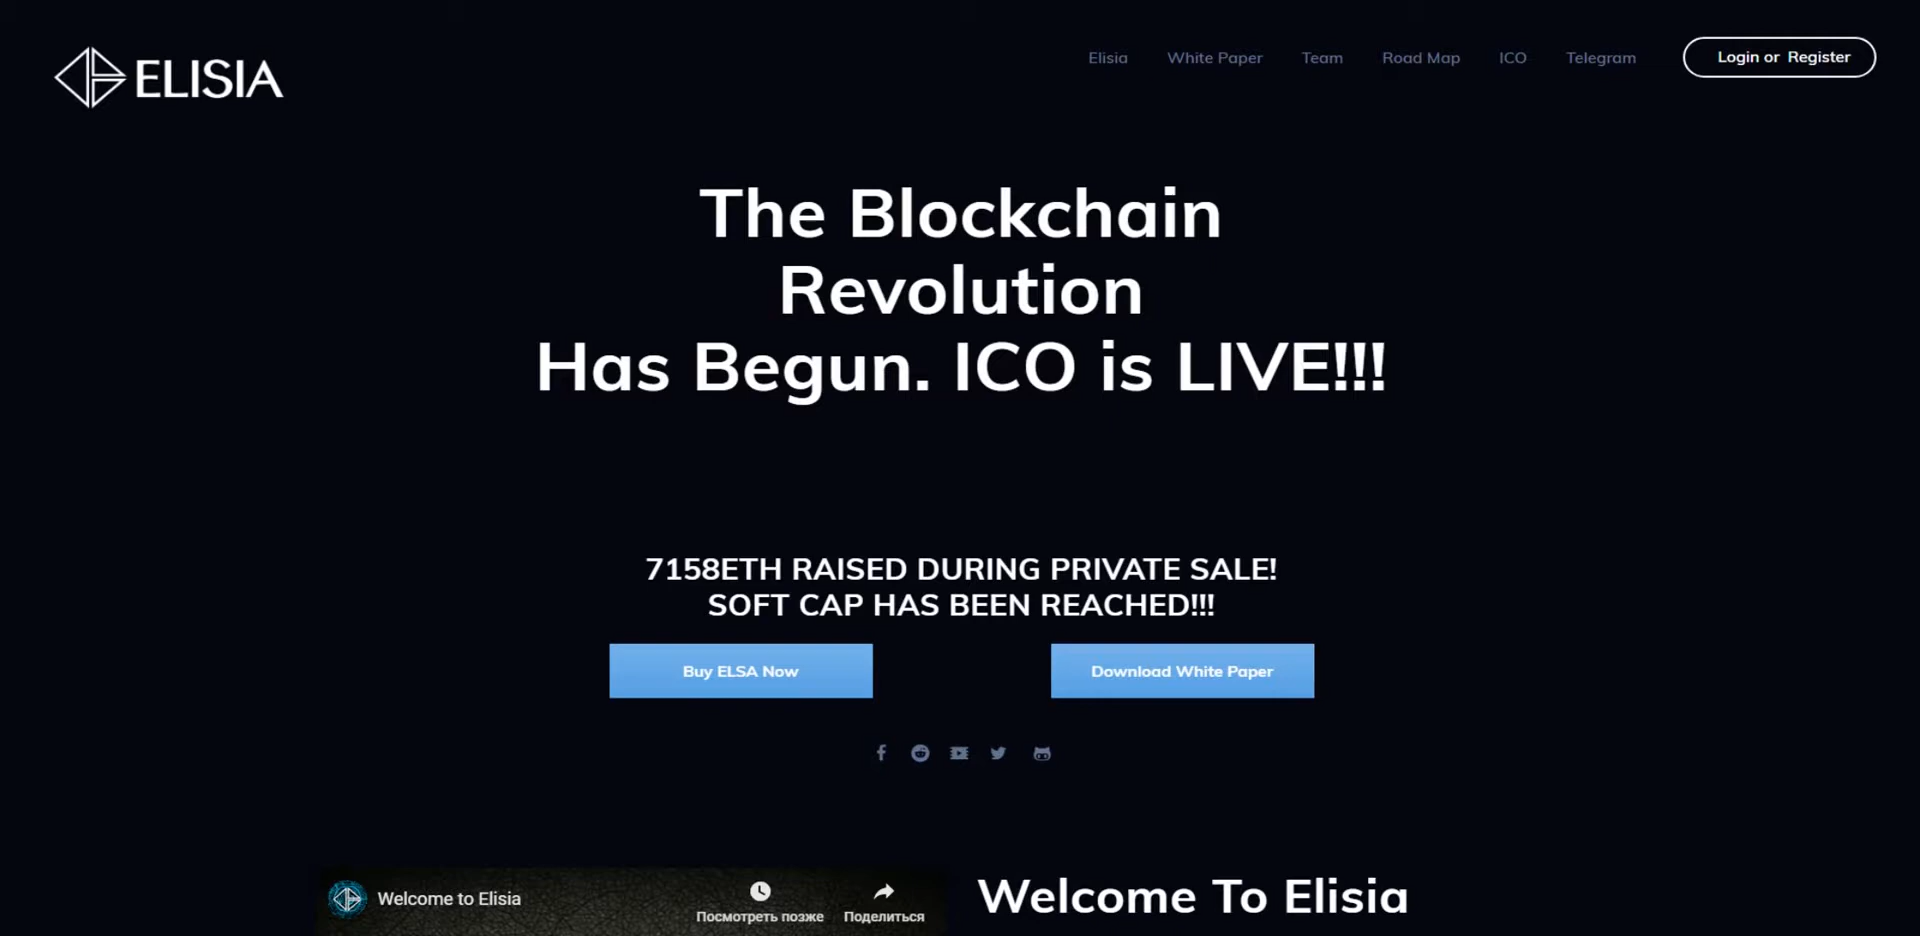 ELISIA
Elisia White Paper Team Road Map ICO Telegram Login or Register
The Blockchain
Revolution
Has Begun. ICO is LIVE!!!
7158ETH RAISED DURING PRIVATE SALE!
SOFT CAP HAS BEEN REACHED!!!
Buy ELSA Now Download White Paper
Welcome to Elisia
Посмотреть позже Поделиться
Welcome To Elisia